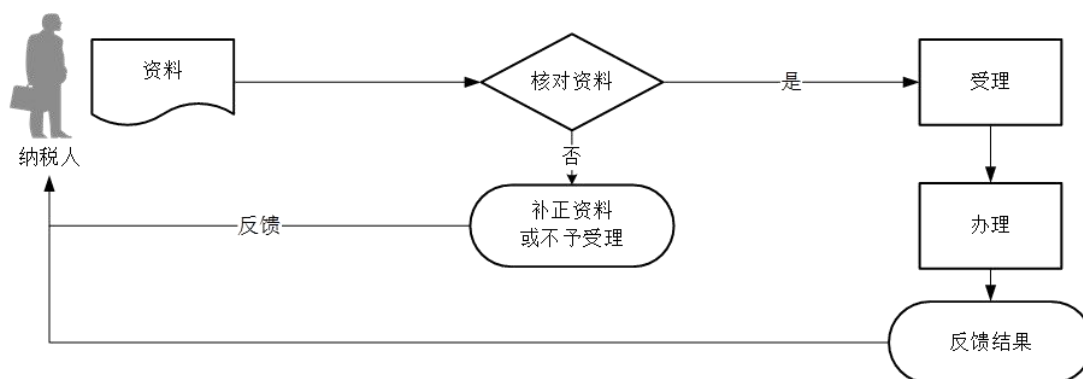 资料
核对资料
是
受理
纳税人
否
补正资料
或不予受理
反馈
办理
反馈结果